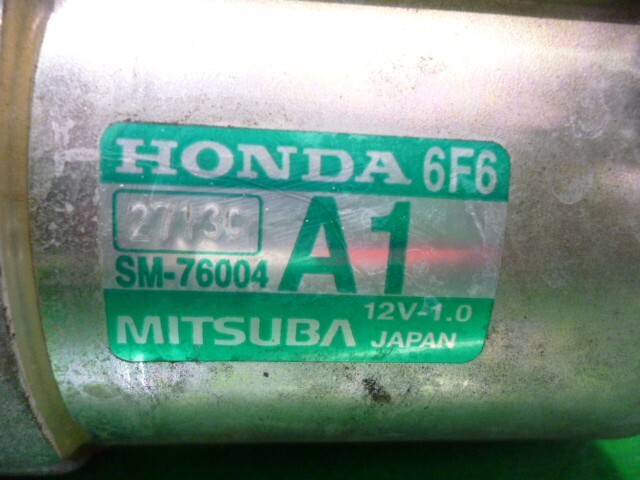 HONDA 6F6
A1
SM-76004
12V-1.0
MITSUBA JAPAN